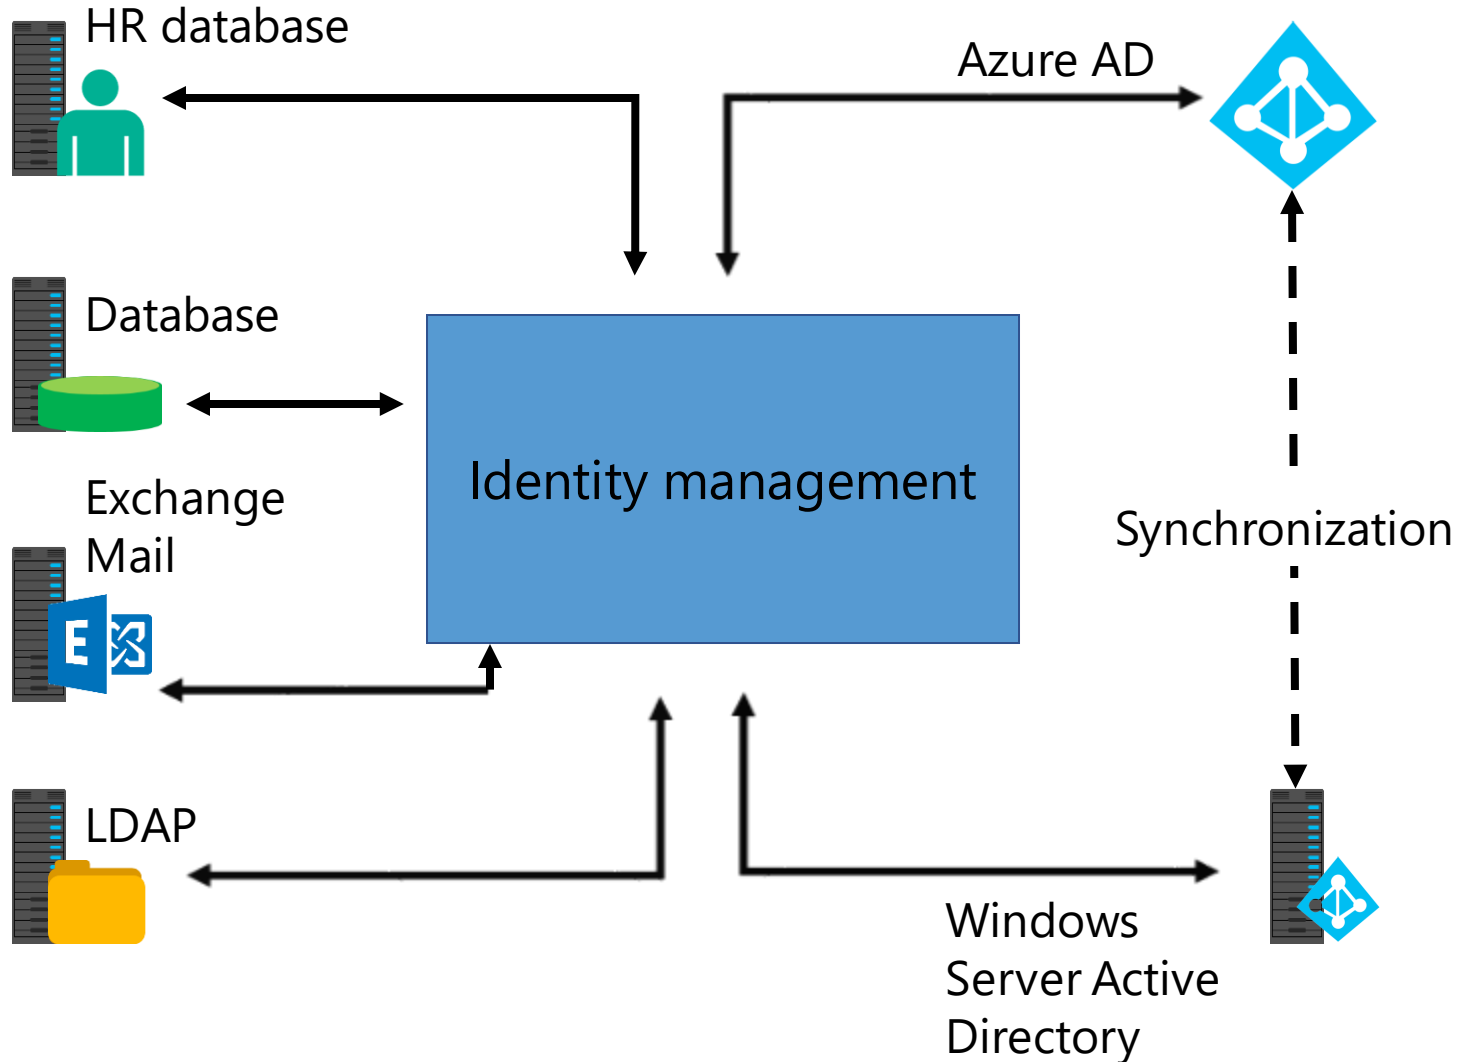 HR database
Azure AD
Database
Identity management
Exchange
Mail
Synchronization
E
LDAP
Windows
Server Active
Directory